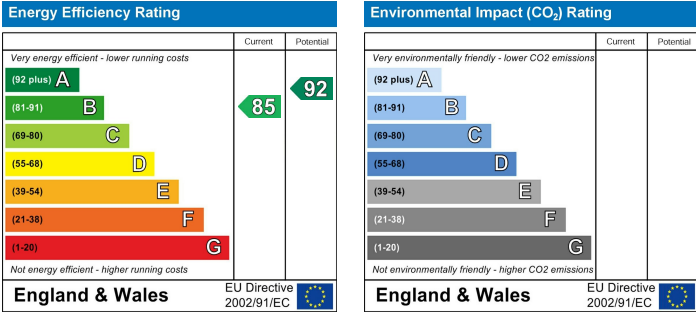 Energy Efficiency Rating
Current Potential
Very energy efficient - lower running costs
(92 plus) A
92
(81-91) B
85
(69-80) C
(55-68) D
(39-54) E
(21-38) F
(1-20) G
Not energy efficient - higher running costs
England & Wales
EU Directive
2002/91/EC
Environmental Impact (CO₂) Rating
Current Potential
Very environmentally friendly - lower CO2 emissions
(92 plus) A
(81-91) B
(69-80) C
(55-68) D
(39-54) E
(21-38) F
(1-20) G
Not environmentally friendly - higher CO2 emissions
England & Wales
EU Directive
2002/91/EC